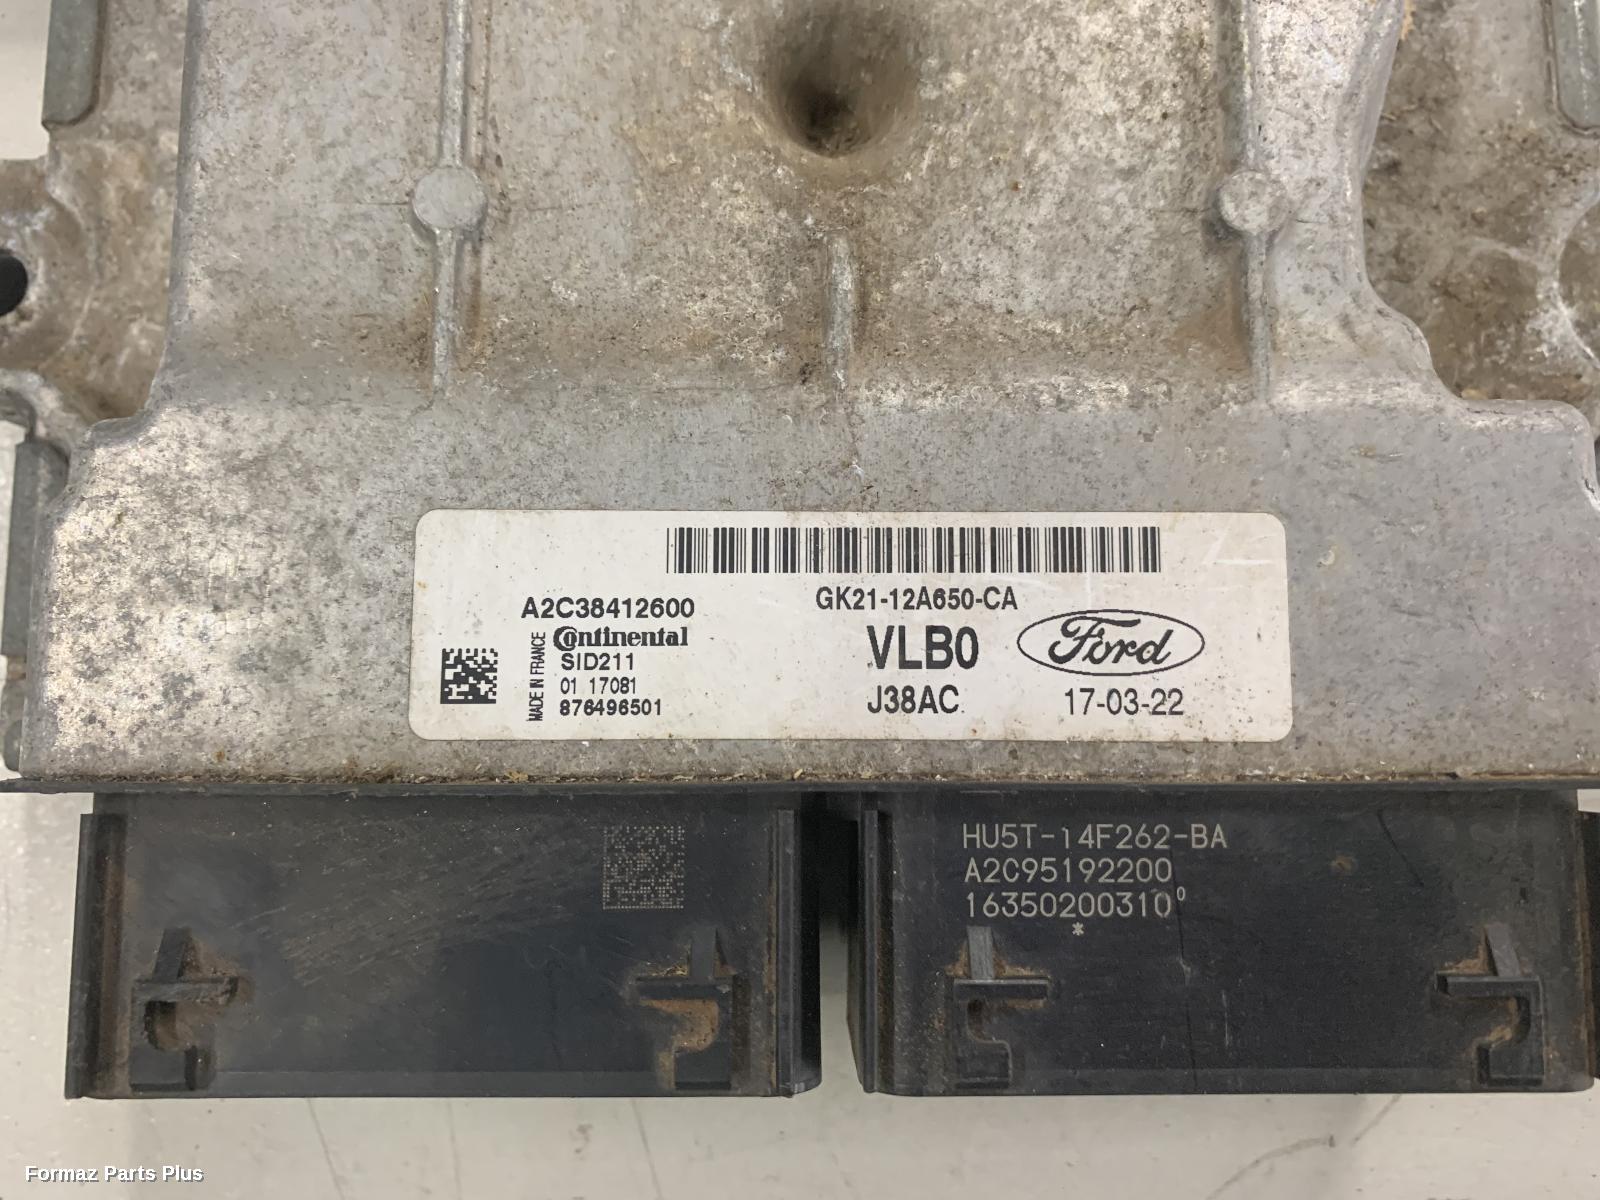 GK21-12A650-CA
A2C38412600
Continental
MADE IN FRANCE
SID211
01 17081
876496501
VLB0
Ford
J38AC
17-03-22
HU5T-14F262-BA
A2C95192200
16350200310⁰
*
Formaz Parts Plus